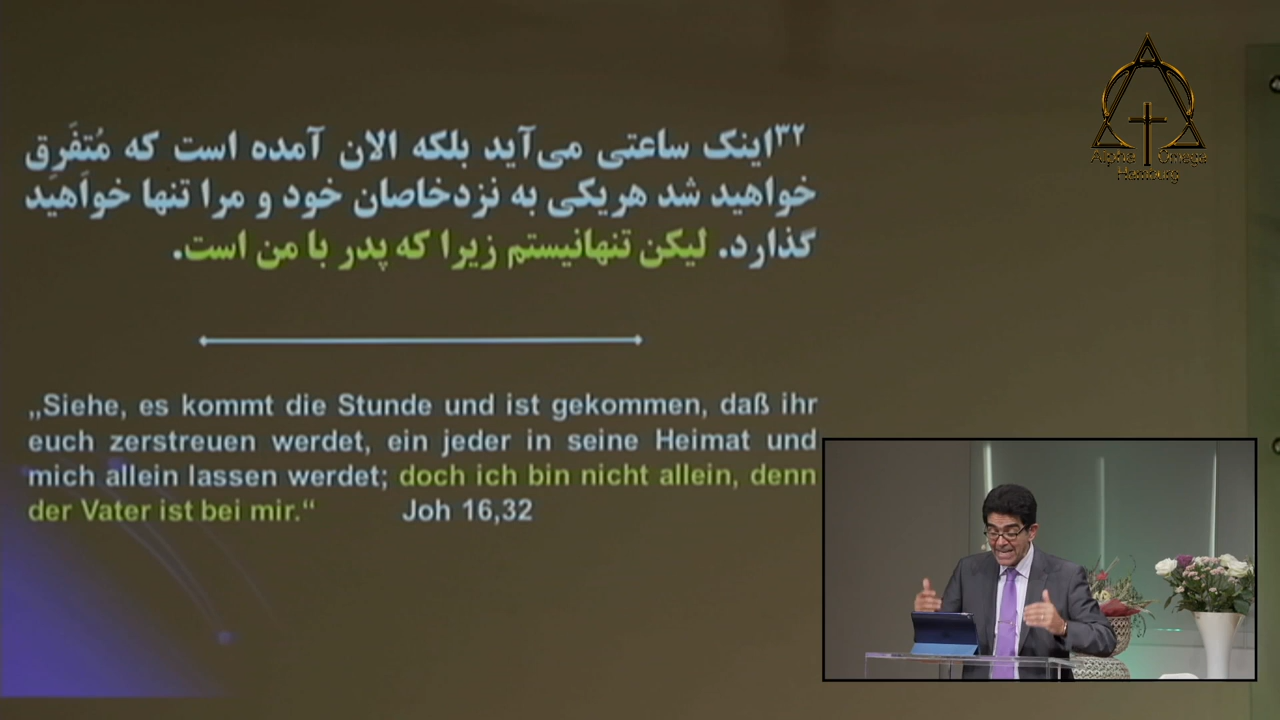 ۳۲اینک ساعتی می‌آید بلکه الان آمده است که مُتفَرِق
خواهید شد هریکی به نزدخاصان خود و مرا تنها خواهید
گذارد. لیکن تنهانیستم زیرا که پدر با من است.
„Siehe, es kommt die Stunde und ist gekommen, daß ihr
euch zerstreuen werdet, ein jeder in seine Heimat und
mich allein lassen werdet; doch ich bin nicht allein, denn
der Vater ist bei mir.“ Joh 16,32
Alpha Omega
Hamburg